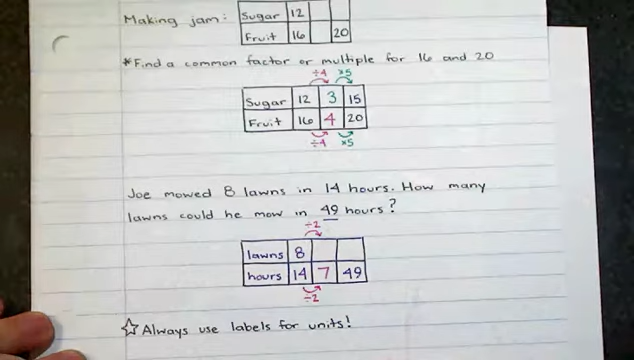 Making jam: Sugar 12
Fruit 16 20
*Find a common factor or multiple for 16 and 20
÷4 ×5
Sugar 12 3 15
Fruit 16 4 20
÷4 ×5
Joe mowed 8 lawns in 14 hours. How many
lawns could he mow in 49 hours?
÷2
lawns 8
hours 14 7 49
÷2
☆ Always use labels for units!